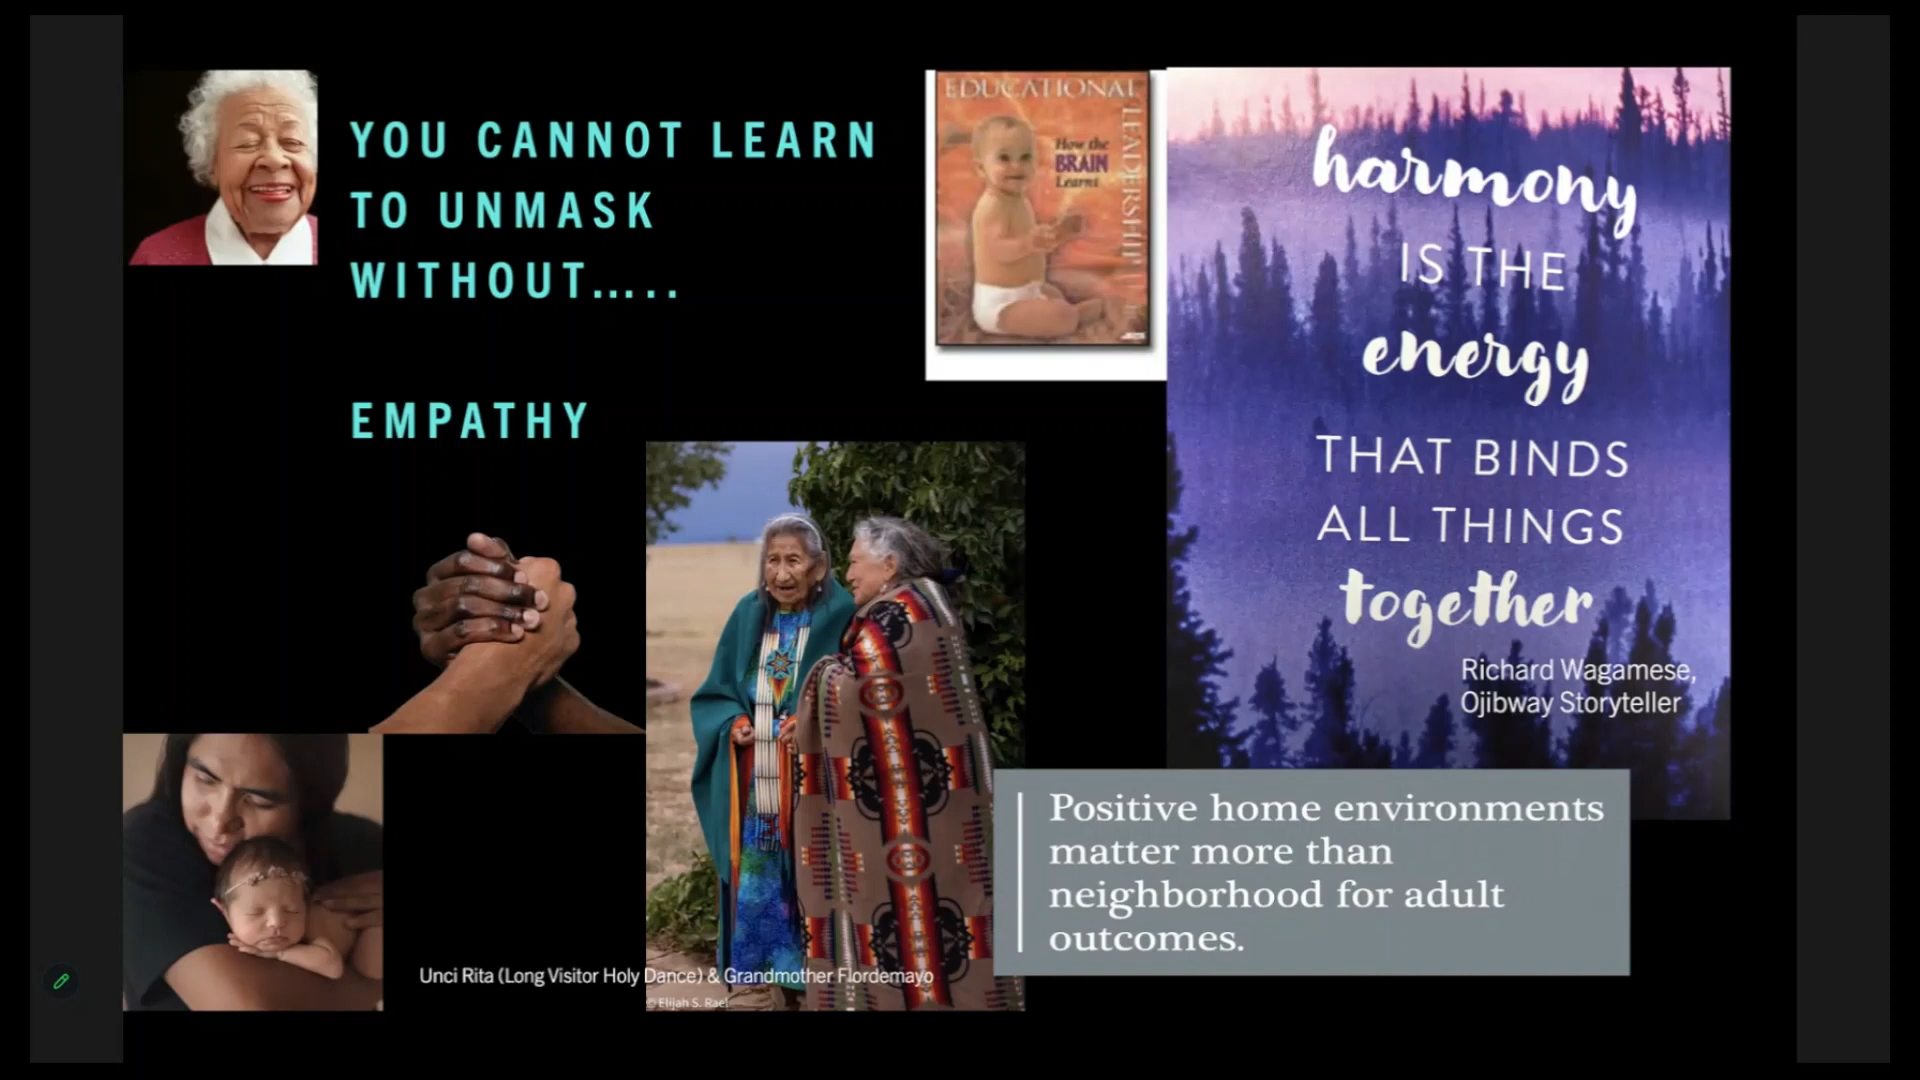 YOU CANNOT LEARN
TO UNMASK
WITHOUT.....
EMPATHY
EDUCATIONAL
LEADERSHIP
How the
BRAIN
Learns
harmony
IS THE
energy
THAT BINDS
ALL THINGS
together
Richard Wagamese,
Ojibway Storyteller
Positive home environments
matter more than
neighborhood for adult
outcomes.
Unci Rita (Long Visitor Holy Dance) & Grandmother Flordemayo
© Elijah S. Rael